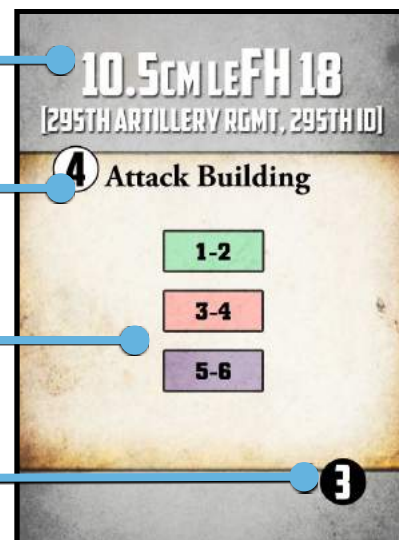 10.5CM LEFH 18
[295TH ARTILLERY RGMT, 295TH ID]
4 Attack Building
1-2
3-4
5-6
3